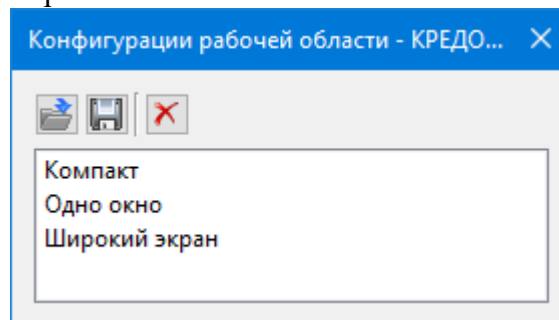 Конфигурации рабочей области - КРЕДО...
Компакт
Одно окно
Широкий экран